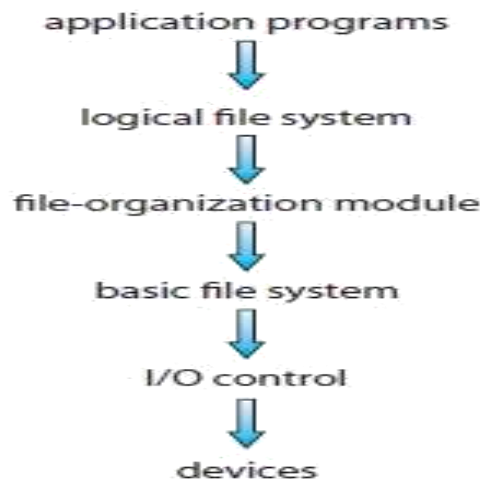 application programs
logical file system
file-organization module
basic file system
I/O control
devices